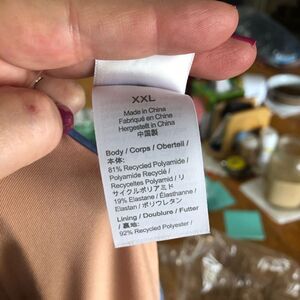 XXL
Made in China
Fabriqué en Chine
Hergestellt in China
中国製
Body / Corps / Oberteil /
本体:
81% Recycled Polyamide /
Polyamide Recyclé /
Recyceltes Polyamid / リ
サイクルポリアミド
19% Elastane / Élasthanne /
Elastan / ポリウレタン
Lining / Doublure / Futter
/ 裏地:
92% Recycled Polyester /